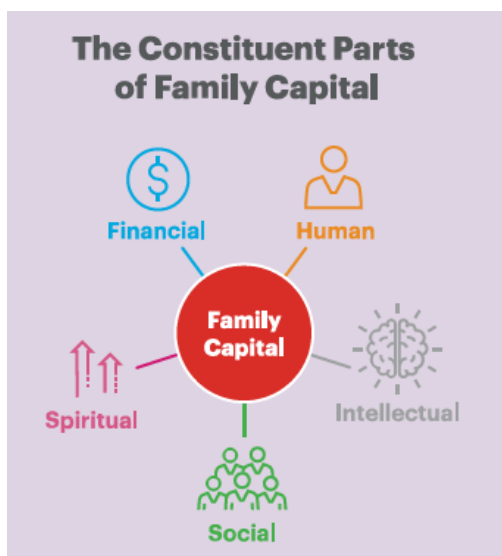 The Constituent Parts
of Family Capital
$
Financial
Human
Family
Capital
Spiritual
Intellectual
Social